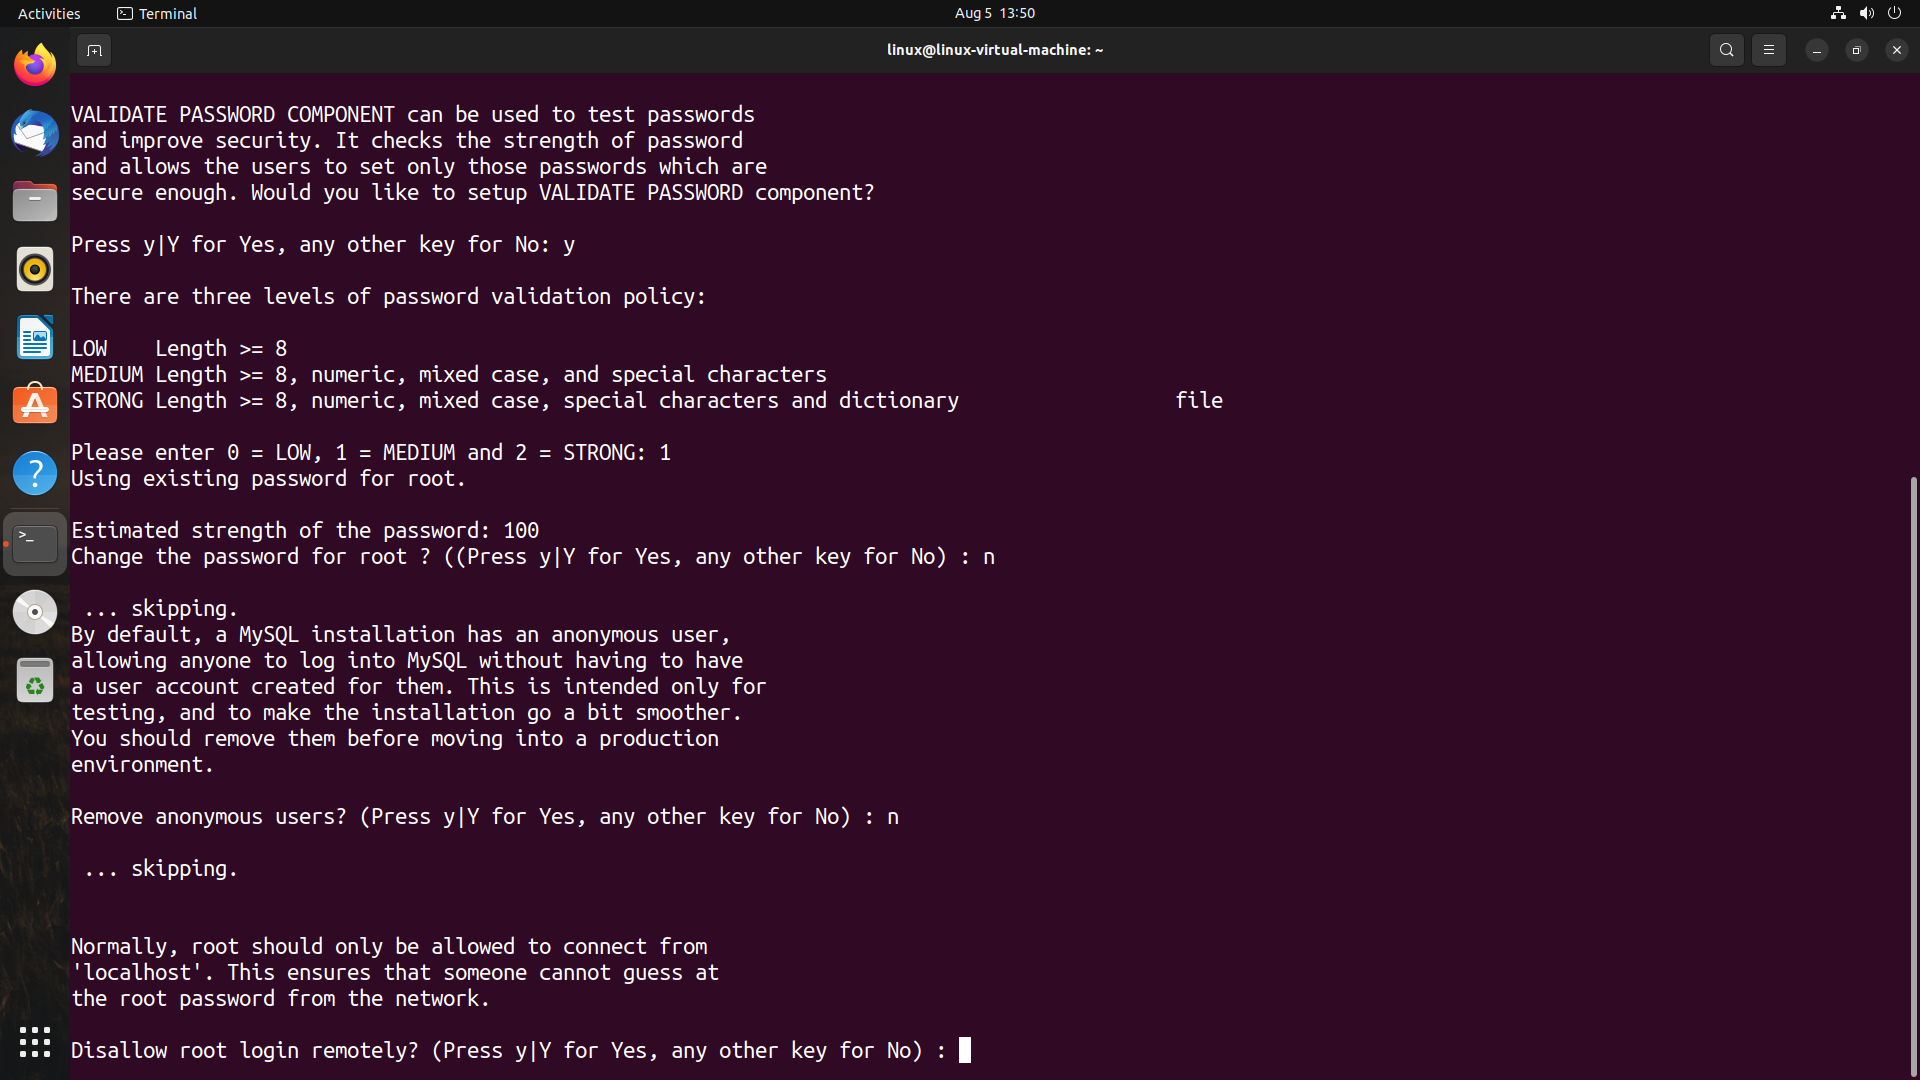 Activities
Terminal
Aug 5 13:50
linux@linux-virtual-machine: ~
VALIDATE PASSWORD COMPONENT can be used to test passwords
and improve security. It checks the strength of password
and allows the users to set only those passwords which are
secure enough. Would you like to setup VALIDATE PASSWORD component?
Press y|Y for Yes, any other key for No: y
There are three levels of password validation policy:
LOW    Length >= 8
MEDIUM Length >= 8, numeric, mixed case, and special characters
STRONG Length >= 8, numeric, mixed case, special characters and dictionary                  file
Please enter 0 = LOW, 1 = MEDIUM and 2 = STRONG: 1
Using existing password for root.
Estimated strength of the password: 100
Change the password for root ? ((Press y|Y for Yes, any other key for No) : n
 ... skipping.
By default, a MySQL installation has an anonymous user,
allowing anyone to log into MySQL without having to have
a user account created for them. This is intended only for
testing, and to make the installation go a bit smoother.
You should remove them before moving into a production
environment.
Remove anonymous users? (Press y|Y for Yes, any other key for No) : n
 ... skipping.
Normally, root should only be allowed to connect from
'localhost'. This ensures that someone cannot guess at
the root password from the network.
Disallow root login remotely? (Press y|Y for Yes, any other key for No) :